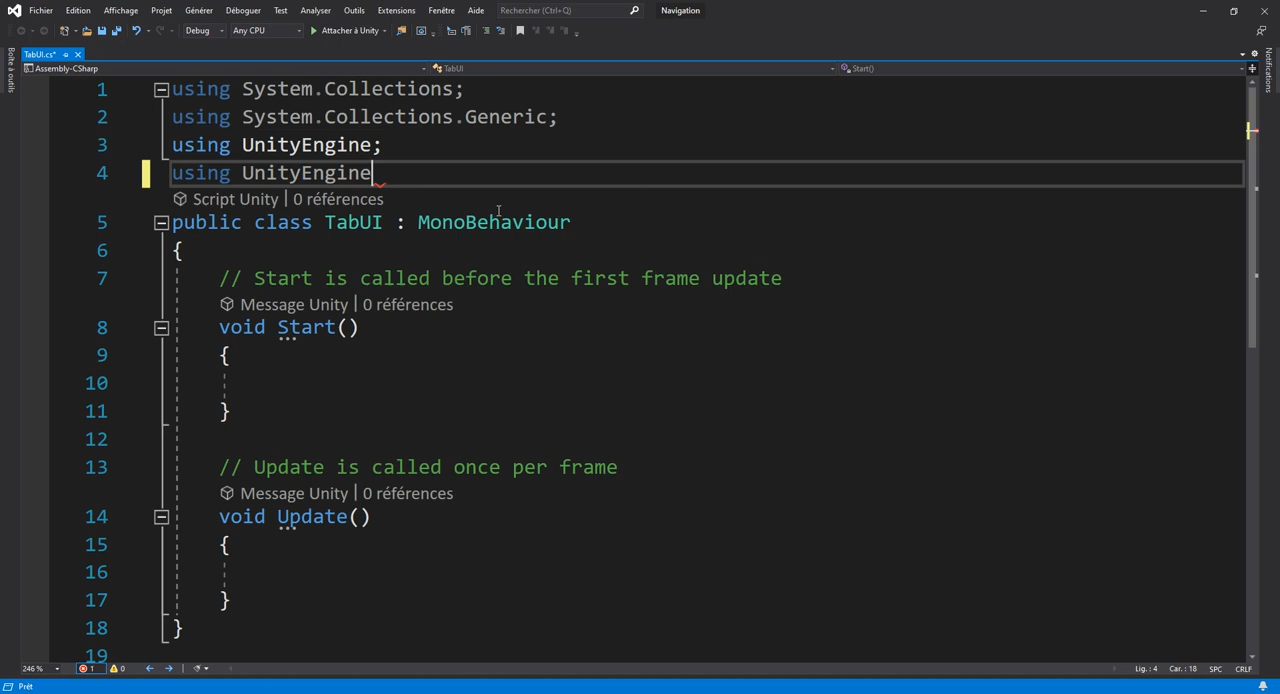 Fichier Edition Affichage Projet Générer Déboguer Test Analyser Outils Extensions Fenêtre Aide Rechercher (Ctrl+Q) Navigation
Debug Any CPU Attacher à Unity
TabUI.cs*
Boîte à outils
Notifications
Assembly-CSharp TabUI Start()
1 using System.Collections;
2 using System.Collections.Generic;
3 using UnityEngine;
4 using UnityEngine
Script Unity | 0 références
5 public class TabUI : MonoBehaviour
6 {
7 // Start is called before the first frame update
Message Unity | 0 références
8 void Start()
9 {
10
11 }
12
13 // Update is called once per frame
Message Unity | 0 références
14 void Update()
15 {
16
17 }
18 }
19
246 % 1 0 Lig. : 4 Car. : 18 SPC CRLF
Prêt